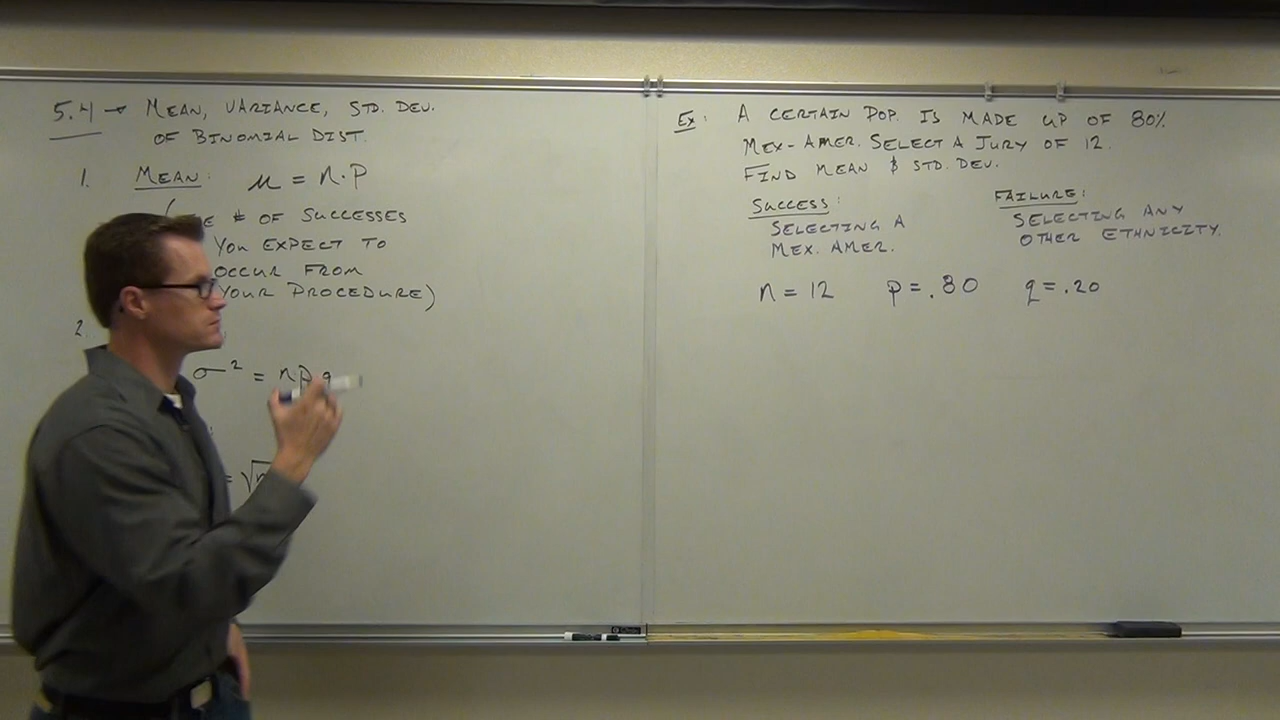 5.4 → MEAN, VARIANCE, STD. DEV.
OF BINOMIAL DIST.
1. MEAN: μ = n·P
# OF SUCCESSES
YOU EXPECT TO
OCCUR FROM
YOUR PROCEDURE)
2.
σ² = npq
= √
EX: A CERTAIN POP. IS MADE UP OF 80%
MEX-AMER. SELECT A JURY OF 12.
FIND MEAN & STD. DEV.
SUCCESS:
SELECTING A
MEX. AMER.
FAILURE:
SELECTING ANY
OTHER ETHNICITY.
n = 12 p = .80 q = .20